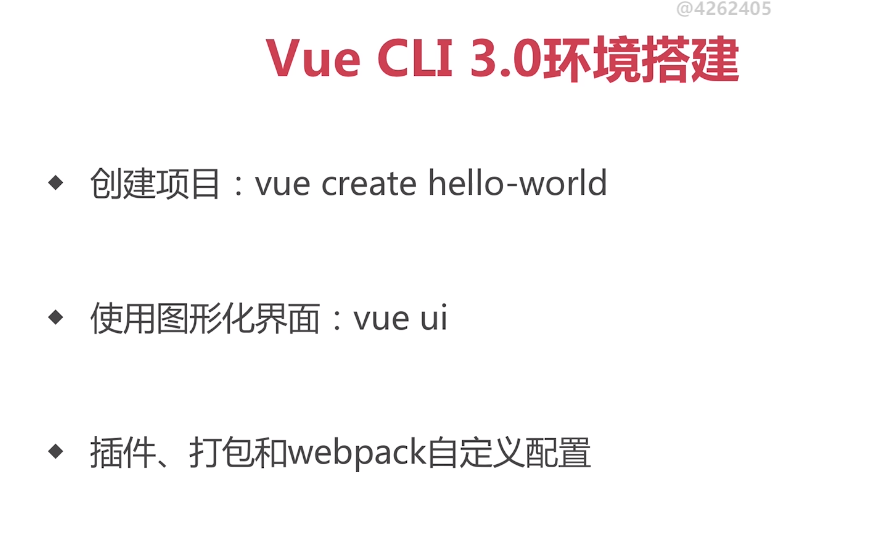 @4262405
Vue CLI 3.0环境搭建
◆ 创建项目：vue create hello-world
◆ 使用图形化界面：vue ui
◆ 插件、打包和webpack自定义配置